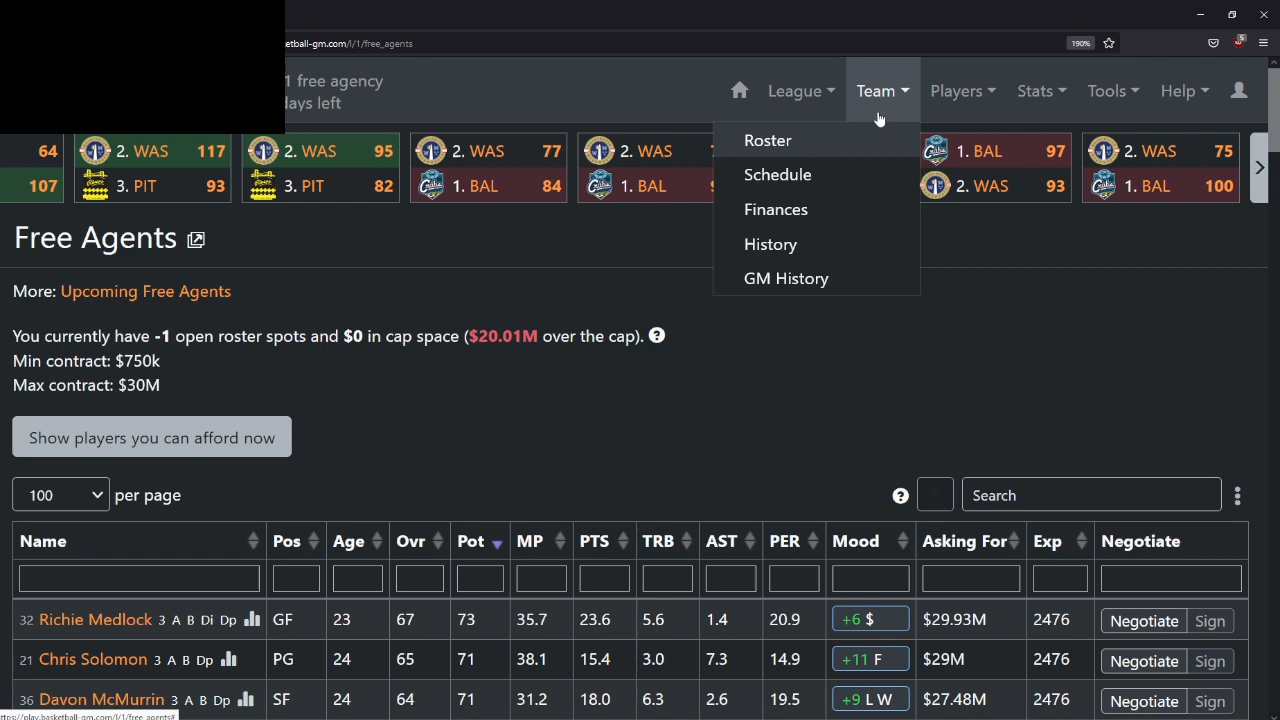 etball-gm.com/l/1/free_agents
190%
5
1 free agency
days left
League
Team
Players
Stats
Tools
Help
64
107
2. WAS 117
3. PIT 93
2. WAS 95
3. PIT 82
2. WAS 77
1. BAL 84
2. WAS
1. BAL
1. BAL 97
2. WAS 93
2. WAS 75
1. BAL 100
Roster
Schedule
Finances
History
GM History
Free Agents
More: Upcoming Free Agents
You currently have -1 open roster spots and $0 in cap space ($20.01M over the cap). ?
Min contract: $750k
Max contract: $30M
Show players you can afford now
100 per page
? Search
Name Pos Age Ovr Pot MP PTS TRB AST PER Mood Asking For Exp Negotiate
32 Richie Medlock 3 A B Di Dp GF 23 67 73 35.7 23.6 5.6 1.4 20.9 +6 $ $29.93M 2476 Negotiate Sign
21 Chris Solomon 3 A B Dp PG 24 65 71 38.1 15.4 3.0 7.3 14.9 +11 F $29M 2476 Negotiate Sign
36 Davon McMurrin 3 A B Dp SF 24 64 71 31.2 18.0 6.3 2.6 19.5 +9 L W $27.48M 2476 Negotiate Sign
ttps://play.basketball-gm.com/l/1/free_agents#